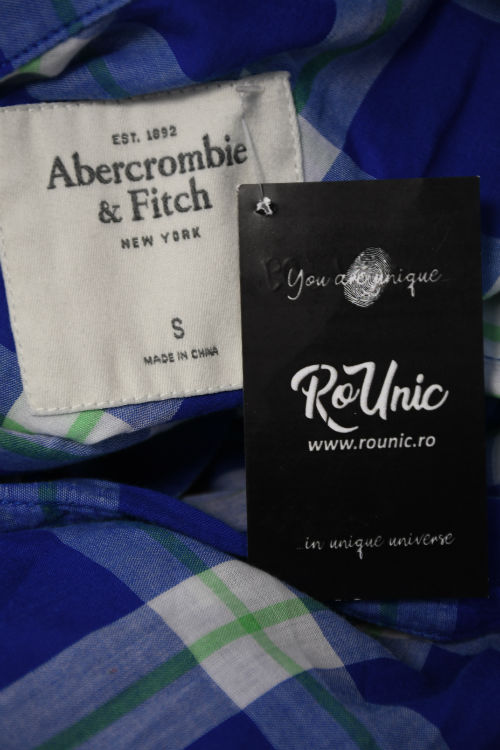 EST. 1892
Abercrombie
& Fitch
NEW YORK
S
MADE IN CHINA
You are unique...
RoUnic
www.rounic.ro
...in unique universe